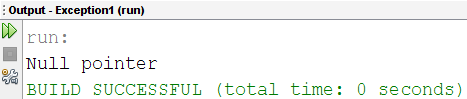 Output - Exception1 (run)
run:
Null pointer
BUILD SUCCESSFUL (total time: 0 seconds)